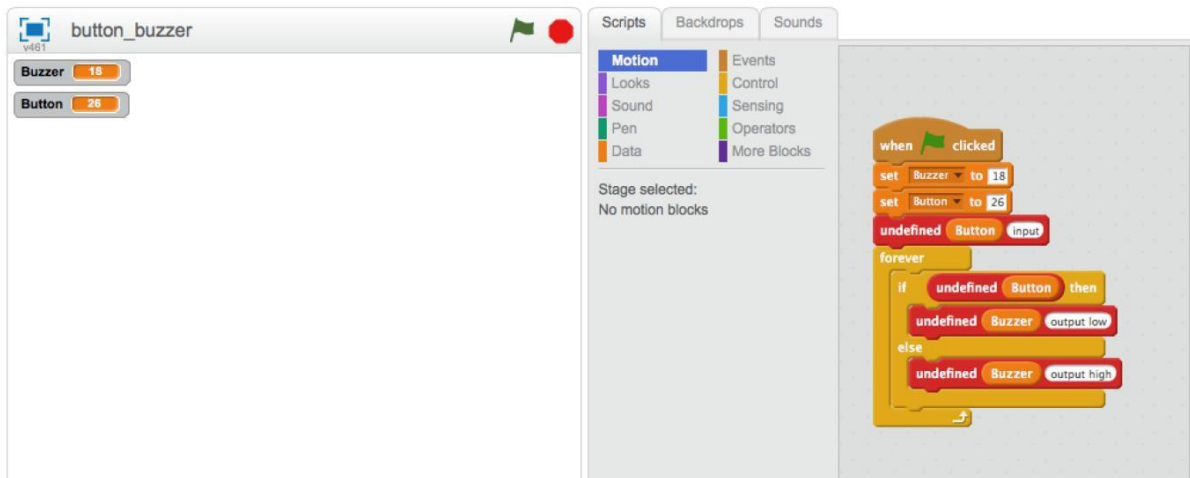 button_buzzer
v461
Buzzer 18
Button 26
Scripts Backdrops Sounds
Motion Events
Looks Control
Sound Sensing
Pen Operators
Data More Blocks
Stage selected:
No motion blocks
when clicked
set Buzzer to 18
set Button to 26
undefined Button input
forever
if undefined Button then
undefined Buzzer output low
else
undefined Buzzer output high